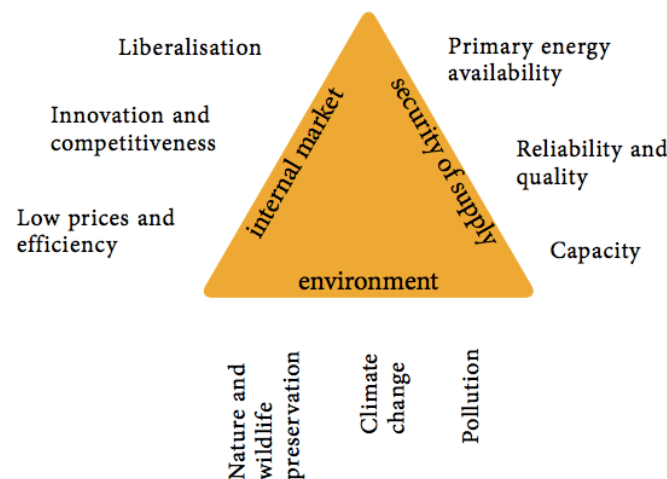 Liberalisation
Innovation and
competitiveness
Low prices and
efficiency
internal market
security of supply
environment
Primary energy
availability
Reliability and
quality
Capacity
Nature and
wildlife
preservation
Climate
change
Pollution